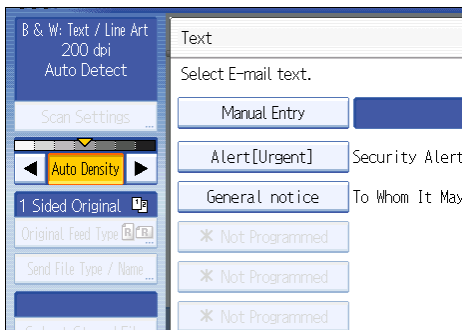 B & W: Text / Line Art
200 dpi
Auto Detect
Scan Settings
Auto Density
1 Sided Original
Original Feed Type
Send File Type / Name
Text
Select E-mail text.
Manual Entry
Alert[Urgent] Security Alert
General notice To Whom It May
* Not Programmed
* Not Programmed
* Not Programmed